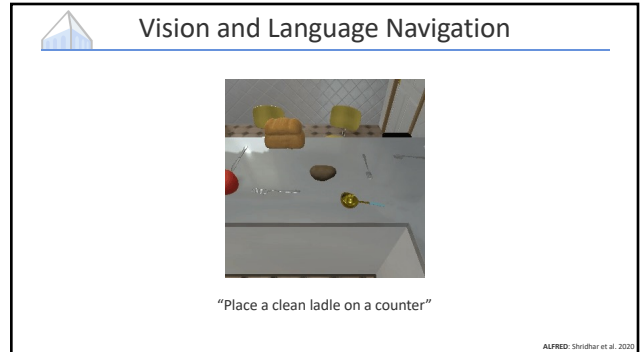 Vision and Language Navigation
“Place a clean ladle on a counter”
ALFRED: Shridhar et al. 2020